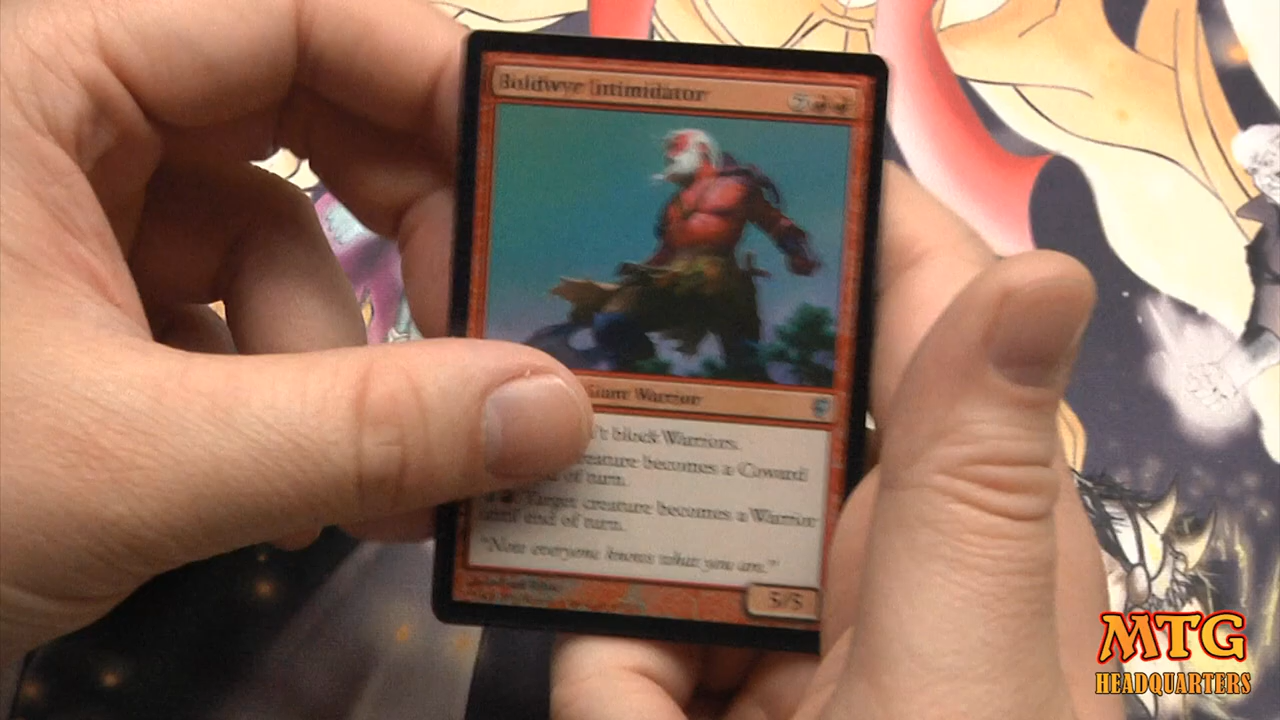 Boldwyr Intimidator
Giant Warrior
't block Warriors.
reature becomes a Coward
d of turn.
Target creature becomes a Warrior
until end of turn.
"Now everyone knows what you are."
5/5
MTG
HEADQUARTERS